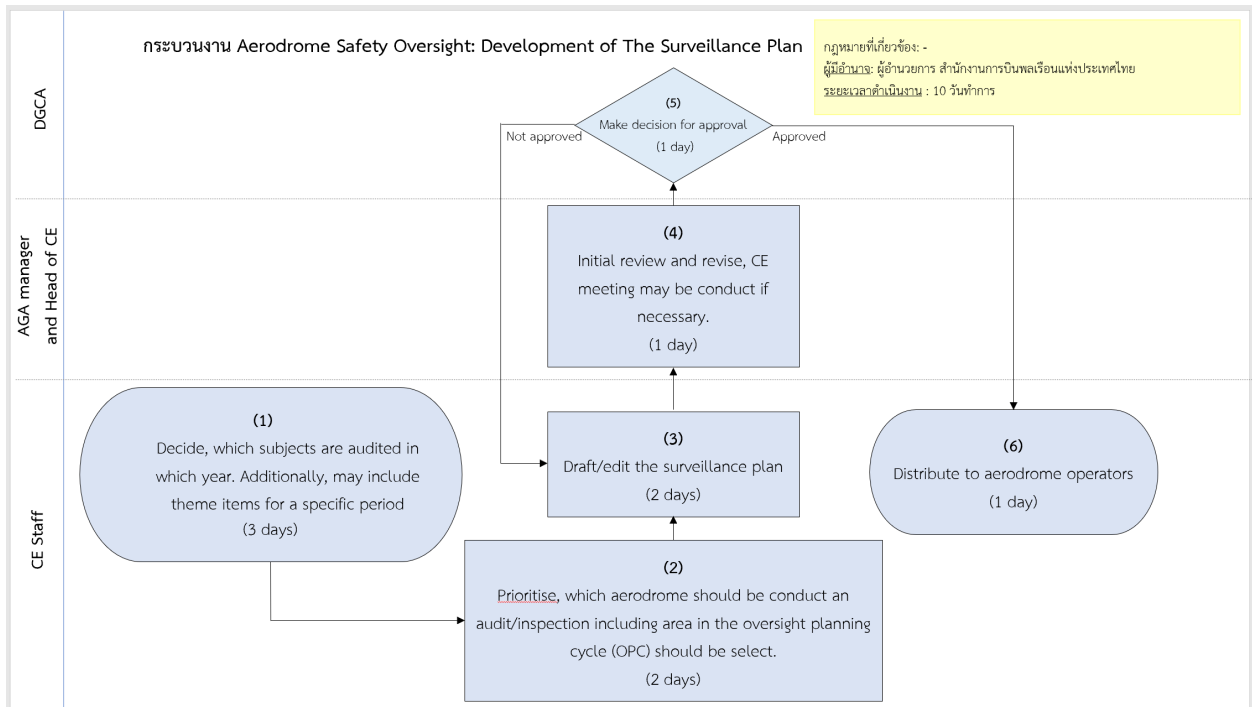 กระบวนงาน Aerodrome Safety Oversight: Development of The Surveillance Plan
กฎหมายที่เกี่ยวข้อง: -
ผู้มีอำนาจ: ผู้อำนวยการ สำนักงานการบินพลเรือนแห่งประเทศไทย
ระยะเวลาดำเนินงาน : 10 วันทำการ
DGCA
(5)
Make decision for approval
(1 day)
Not approved
Approved
AGA manager
and Head of CE
(4)
Initial review and revise, CE
meeting may be conduct if
necessary.
(1 day)
CE Staff
(1)
Decide, which subjects are audited in
which year. Additionally, may include
theme items for a specific period
(3 days)
(3)
Draft/edit the surveillance plan
(2 days)
(6)
Distribute to aerodrome operators
(1 day)
(2)
Prioritise, which aerodrome should be conduct an
audit/inspection including area in the oversight planning
cycle (OPC) should be select.
(2 days)